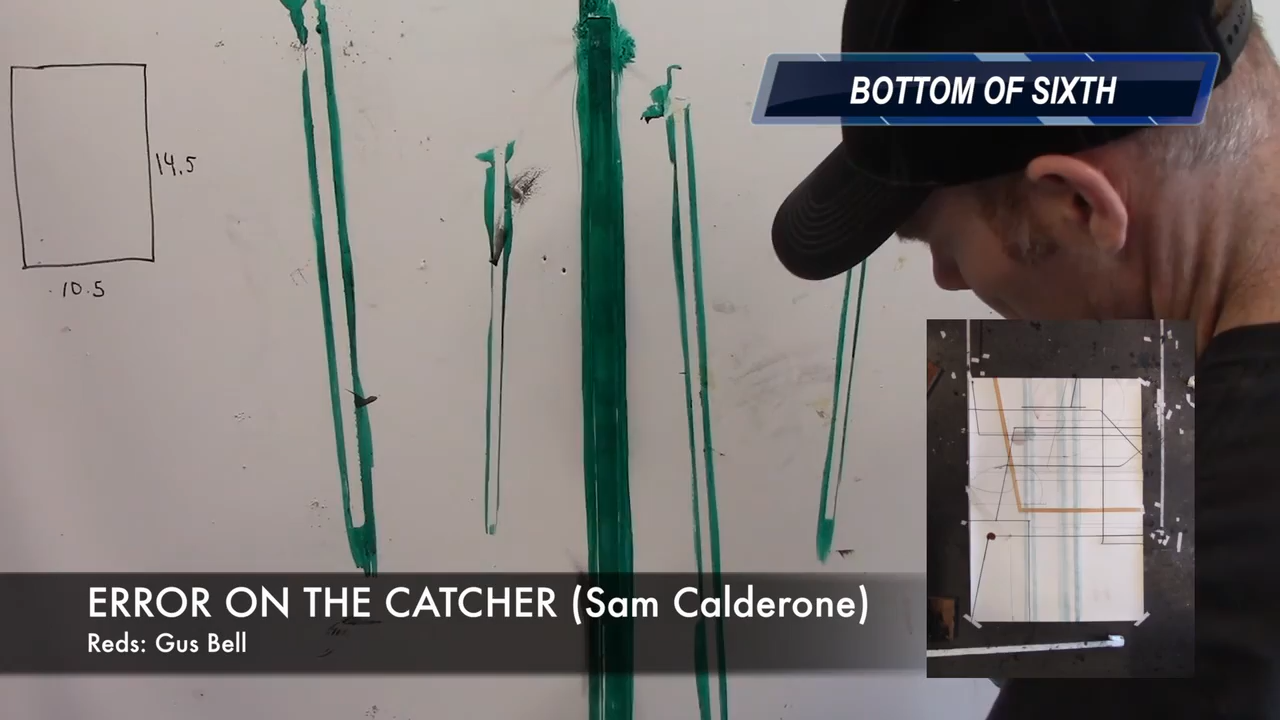 BOTTOM OF SIXTH
14.5
10.5
ERROR ON THE CATCHER (Sam Calderone)
Reds: Gus Bell